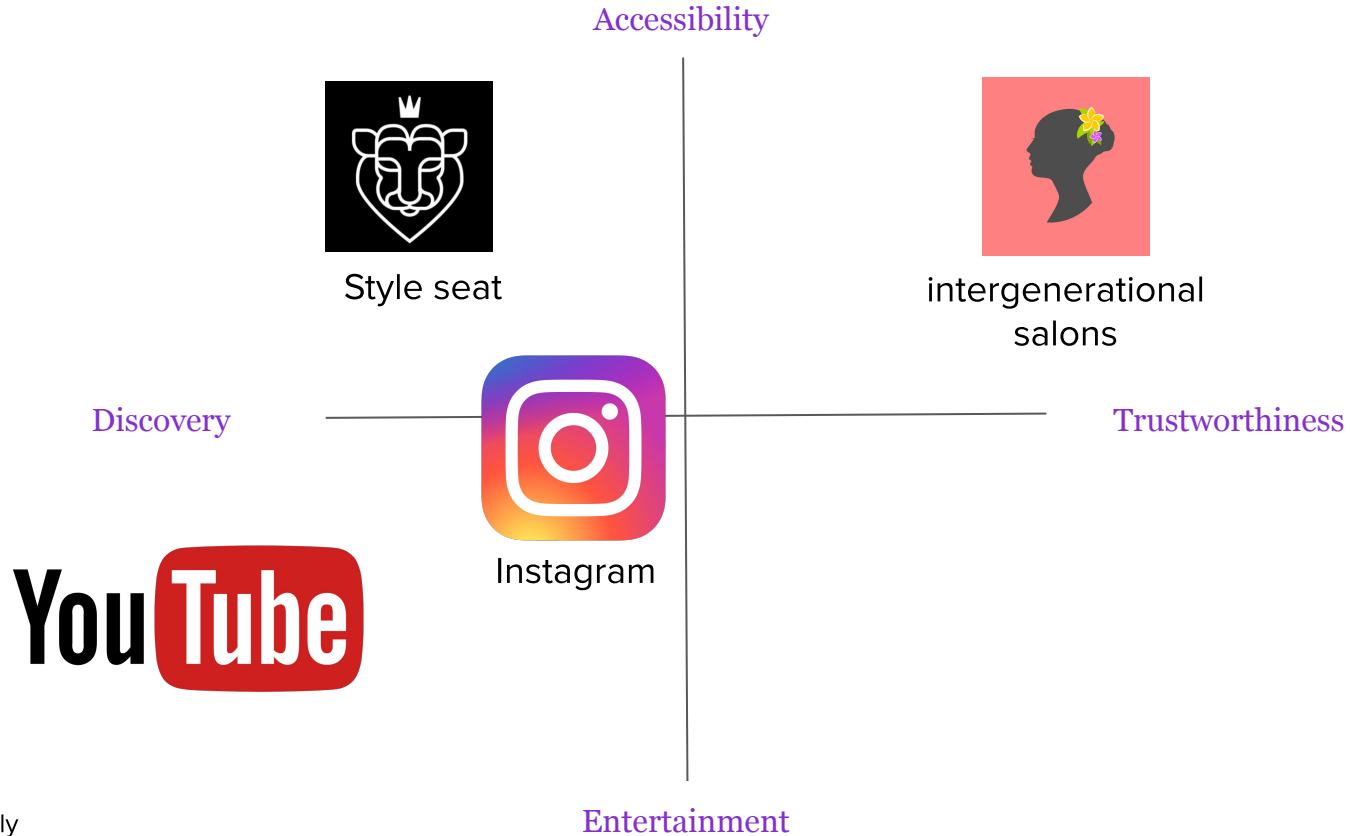 Accessibility
Style seat
intergenerational
salons
Discovery
Trustworthiness
Instagram
YouTube
Entertainment
ly